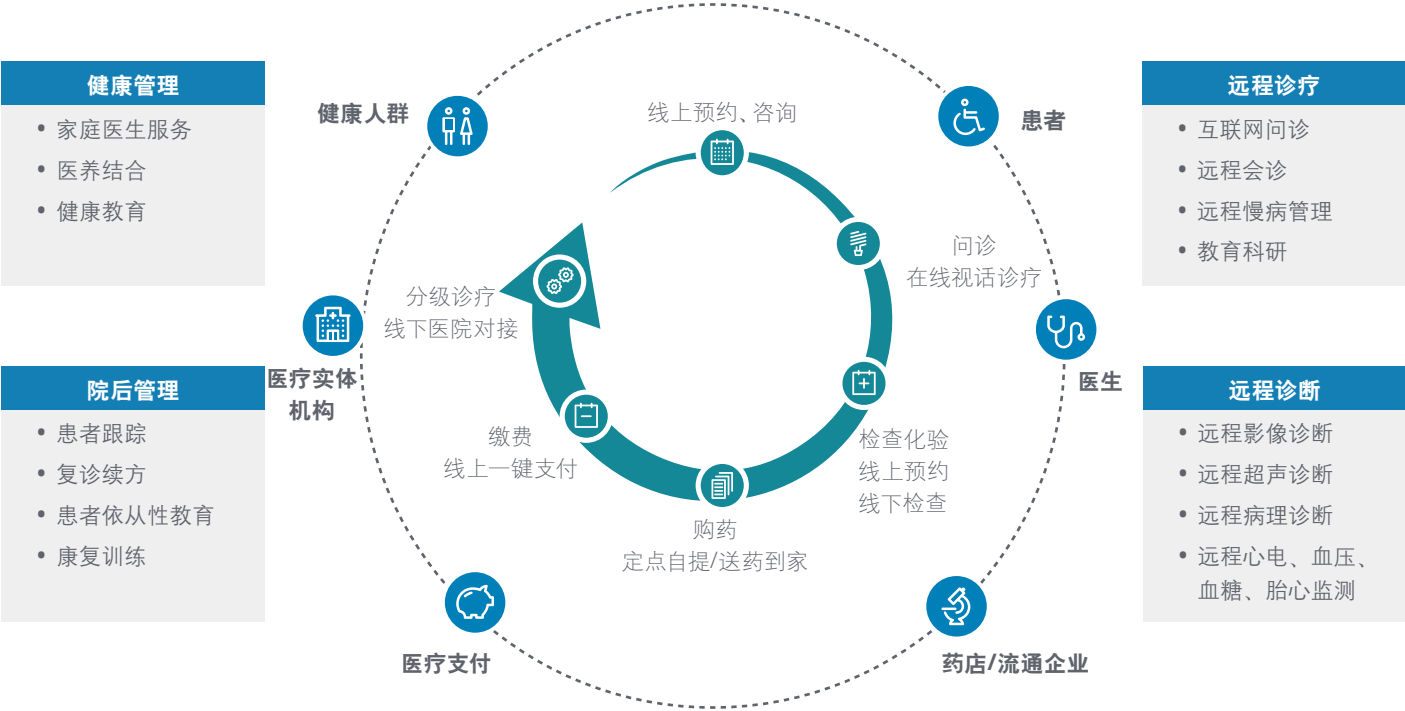 健康管理
• 家庭医生服务
• 医养结合
• 健康教育
院后管理
• 患者跟踪
• 复诊续方
• 患者依从性教育
• 康复训练
健康人群
患者
医疗实体
机构
医生
医疗支付
药店/流通企业
线上预约、咨询
问诊
在线视话诊疗
检查化验
线上预约
线下检查
购药
定点自提/送药到家
缴费
线上一键支付
分级诊疗
线下医院对接
远程诊疗
• 互联网问诊
• 远程会诊
• 远程慢病管理
• 教育科研
远程诊断
• 远程影像诊断
• 远程超声诊断
• 远程病理诊断
• 远程心电、血压、
血糖、胎心监测